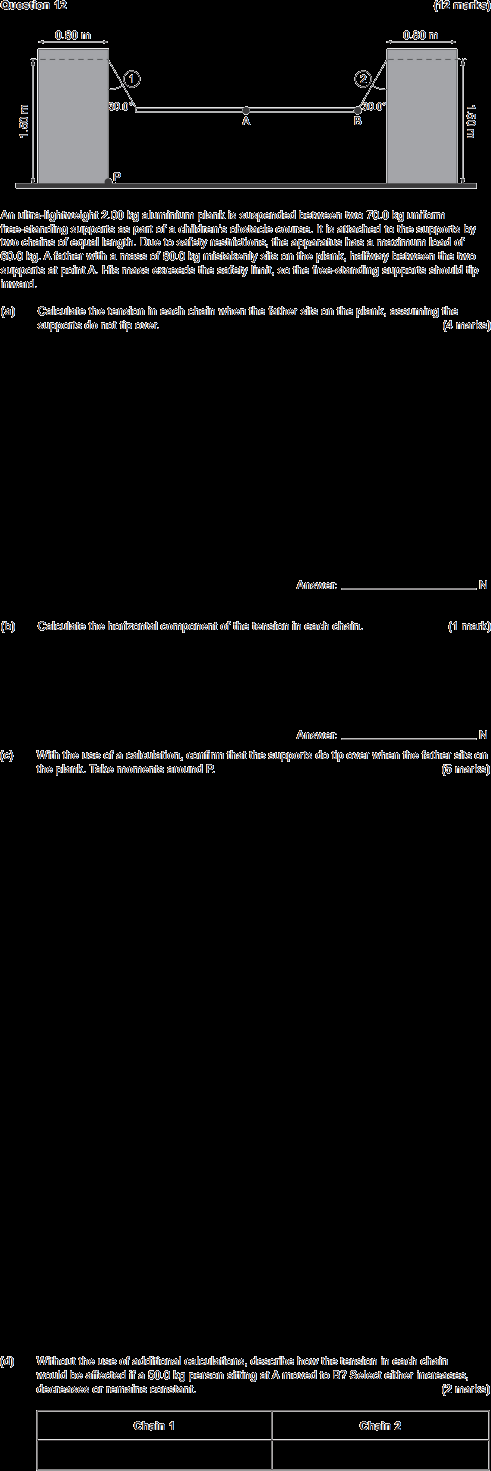 Question 12 (12 marks)
0.80 m 0.80 m
1 2
30.0° 30.0°
1.50 m 1.50 m
A B
P
An ultra-lightweight 2.00 kg aluminium plank is suspended between two 70.0 kg uniform
free-standing supports as part of a children's obstacle course. It is attached to the supports by
two chains of equal length. Due to safety restrictions, the apparatus has a maximum load of
60.0 kg. A father with a mass of 90.0 kg mistakenly sits on the plank, halfway between the two
supports at point A. His mass exceeds the safety limit, so the free-standing supports should tip
inward.
(a) Calculate the tension in each chain when the father sits on the plank, assuming the
supports do not tip over. (4 marks)
Answer: N
(b) Calculate the horizontal component of the tension in each chain. (1 mark)
Answer: N
(c) With the use of a calculation, confirm that the supports do tip over when the father sits on
the plank. Take moments around P. (5 marks)
(d) Without the use of additional calculations, describe how the tension in each chain
would be affected if a 50.0 kg person sitting at A moved to B? Select either increases,
decreases or remains constant. (2 marks)
Chain 1 Chain 2